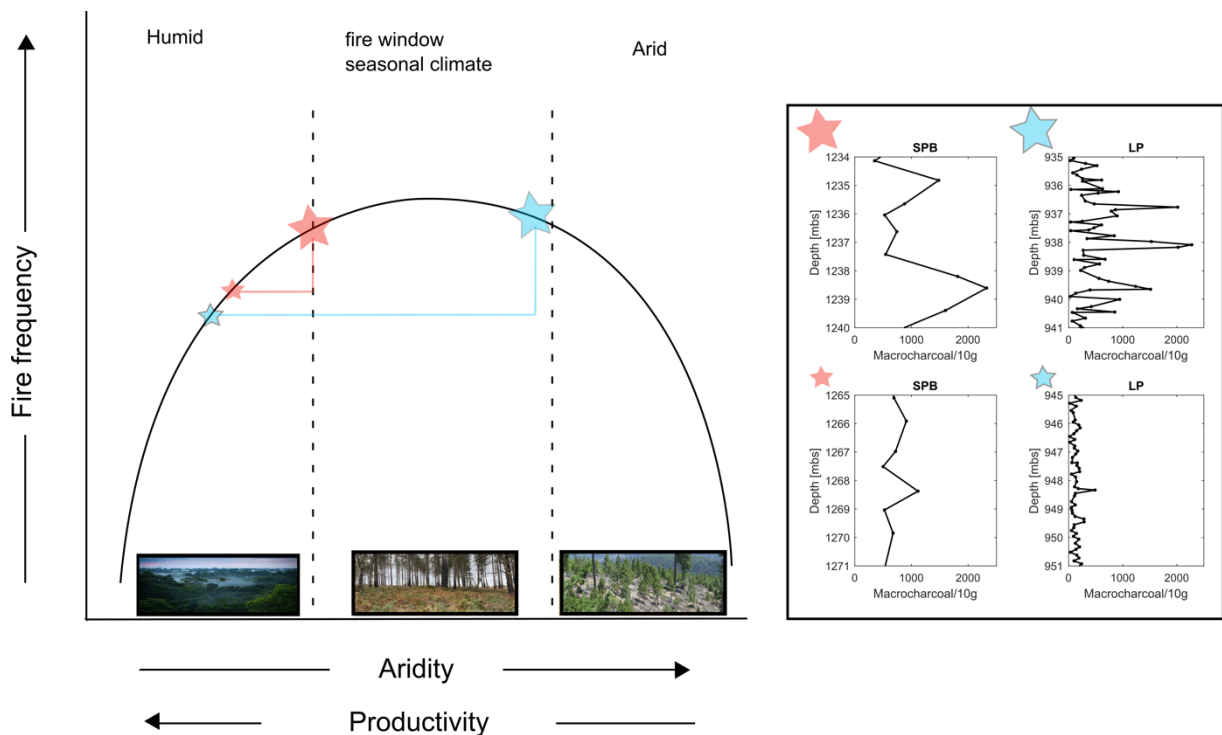 Humid
fire window
seasonal climate
Arid
Fire frequency
Aridity
Productivity
SPB
1234
1235
1236
1237
1238
1239
1240
Depth [mbs]
0 1000 2000
Macrocharcoal/10g
LP
935
936
937
938
939
940
941
Depth [mbs]
0 1000 2000
Macrocharcoal/10g
SPB
1265
1266
1267
1268
1269
1270
1271
Depth [mbs]
0 1000 2000
Macrocharcoal/10g
LP
945
946
947
948
949
950
951
Depth [mbs]
0 1000 2000
Macrocharcoal/10g